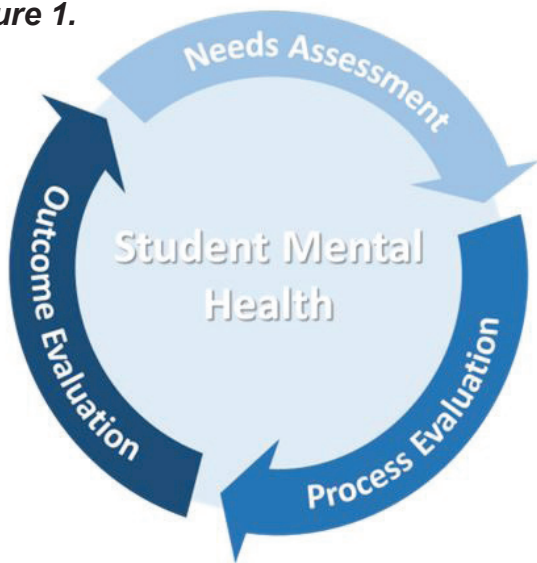 ure 1.
Needs Assessment
Student Mental
Health
Process Evaluation
Outcome Evaluation